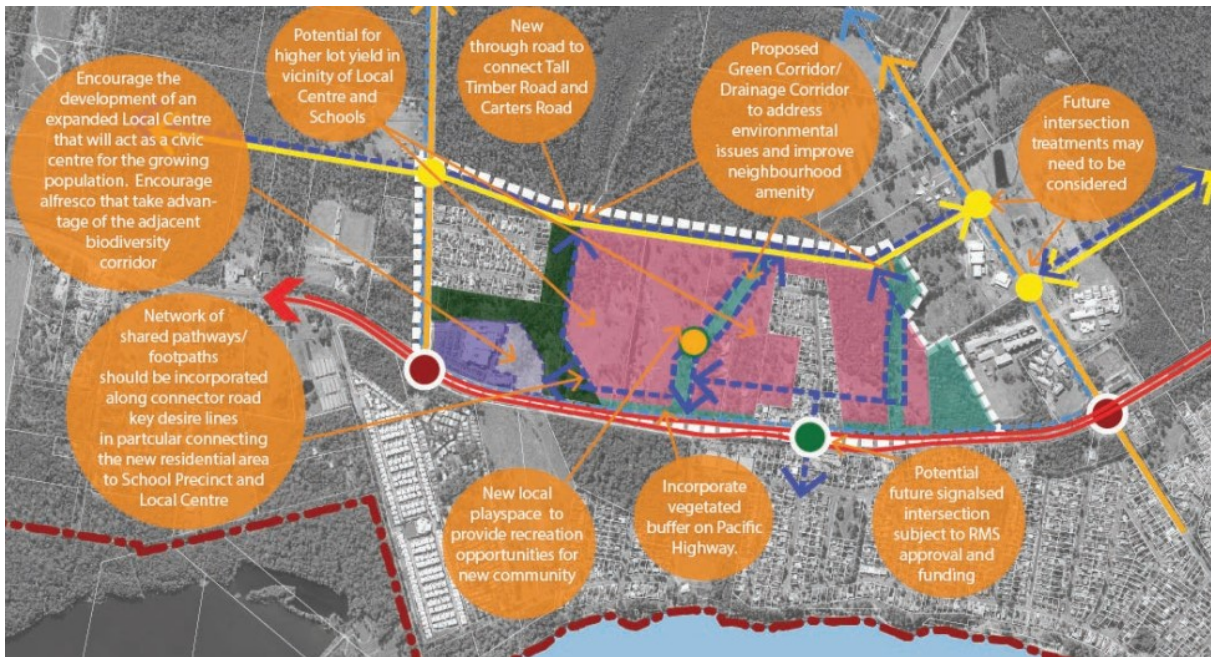 Encourage the
development of an
expanded Local Centre
that will act as a civic
centre for the growing
population. Encourage
alfresco that take advan-
tage of the adjacent
biodiversity
corridor
Potential for
higher lot yield in
vicinity of Local
Centre and
Schools
New
through road to
connect Tall
Timber Road and
Carters Road
Proposed
Green Corridor/
Drainage Corridor
to address
environmental
issues and improve
neighbourhood
amenity
Future
intersection
treatments may
need to be
considered
Network of
shared pathways/
footpaths
should be incorporated
along connector road
key desire lines
in partcular connecting
the new residential area
to School Precinct and
Local Centre
New local
playspace to
provide recreation
opportunities for
new community
Incorporate
vegetated
buffer on Pacific
Highway.
Potential
future signalsed
intersection
subject to RMS
approval and
funding